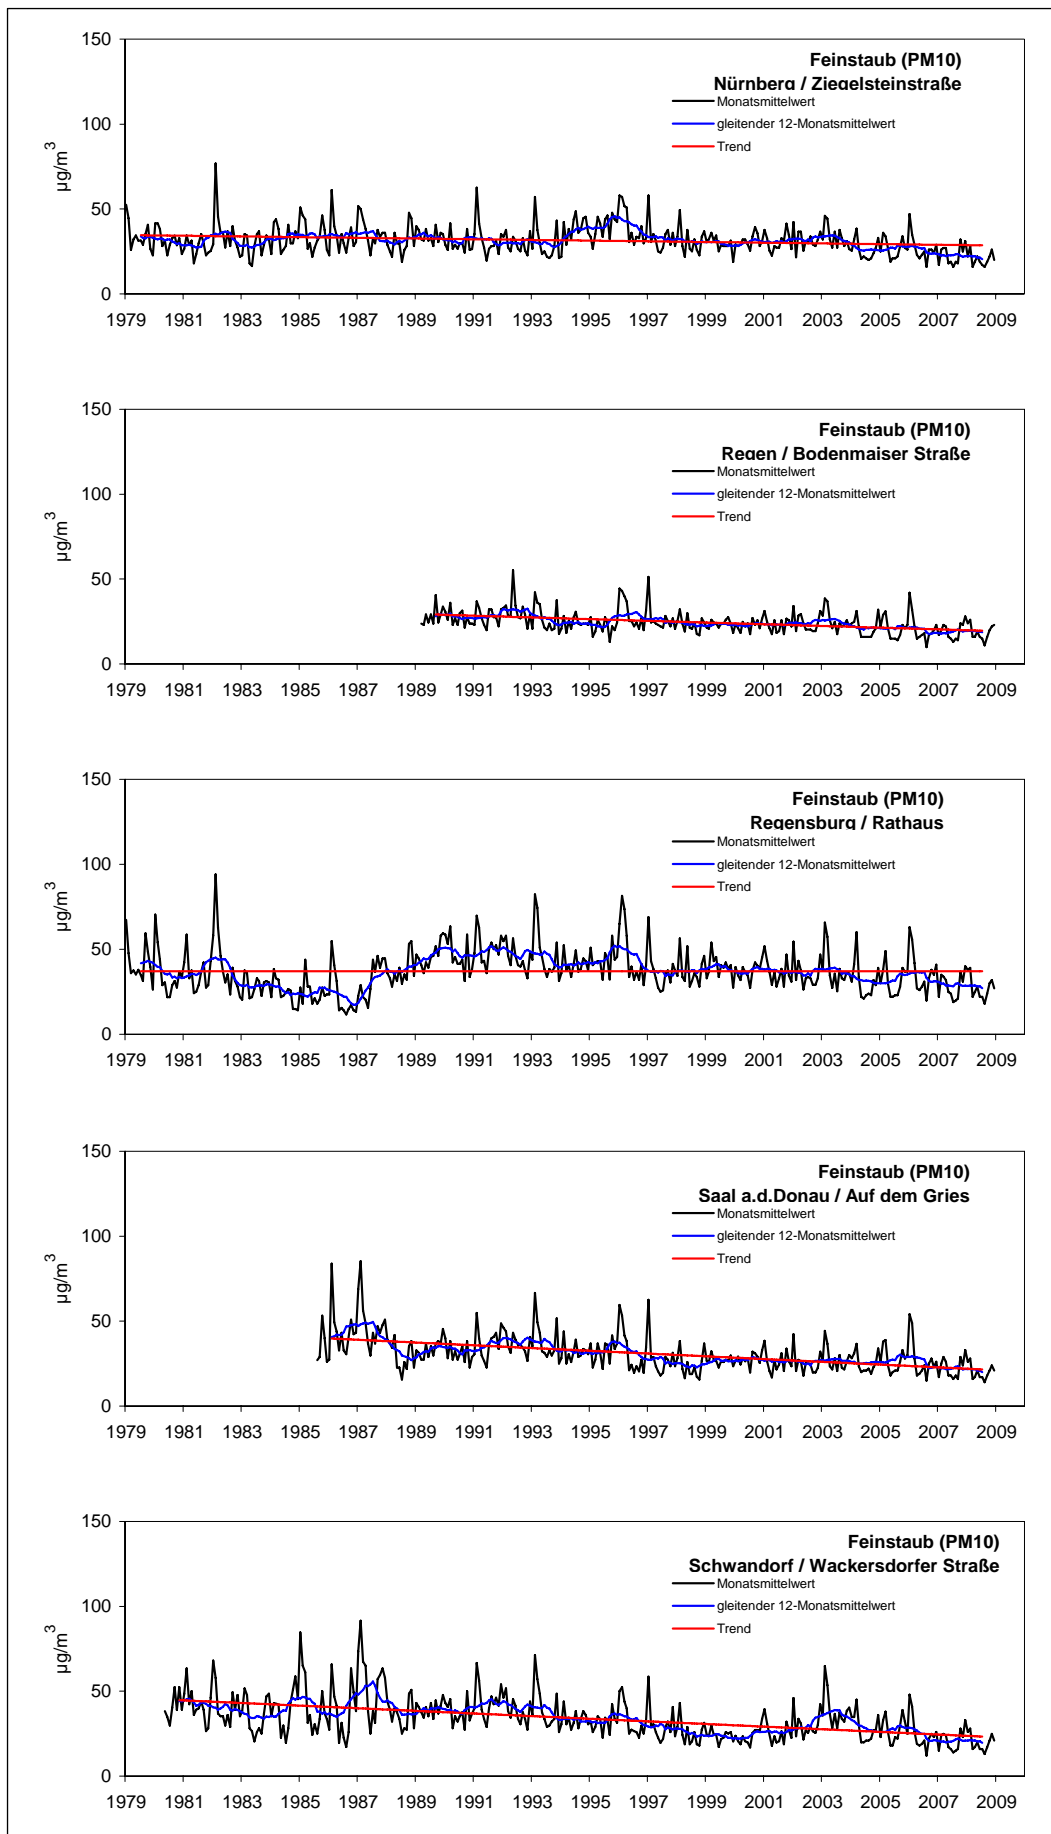 150
Feinstaub (PM10)
Nürnberg / Ziegelsteinstraße
Monatsmittelwert
100
gleitender 12-Monatsmittelwert
Trend
µg/m³
50
0
1979 1981 1983 1985 1987 1989 1991 1993 1995 1997 1999 2001 2003 2005 2007 2009
150
Feinstaub (PM10)
Regen / Bodenmaiser Straße
Monatsmittelwert
100
gleitender 12-Monatsmittelwert
Trend
µg/m³
50
0
1979 1981 1983 1985 1987 1989 1991 1993 1995 1997 1999 2001 2003 2005 2007 2009
150
Feinstaub (PM10)
Regensburg / Rathaus
Monatsmittelwert
100
gleitender 12-Monatsmittelwert
Trend
µg/m³
50
0
1979 1981 1983 1985 1987 1989 1991 1993 1995 1997 1999 2001 2003 2005 2007 2009
150
Feinstaub (PM10)
Saal a.d.Donau / Auf dem Gries
Monatsmittelwert
100
gleitender 12-Monatsmittelwert
Trend
µg/m³
50
0
1979 1981 1983 1985 1987 1989 1991 1993 1995 1997 1999 2001 2003 2005 2007 2009
150
Feinstaub (PM10)
Schwandorf / Wackersdorfer Straße
Monatsmittelwert
100
gleitender 12-Monatsmittelwert
Trend
µg/m³
50
0
1979 1981 1983 1985 1987 1989 1991 1993 1995 1997 1999 2001 2003 2005 2007 2009